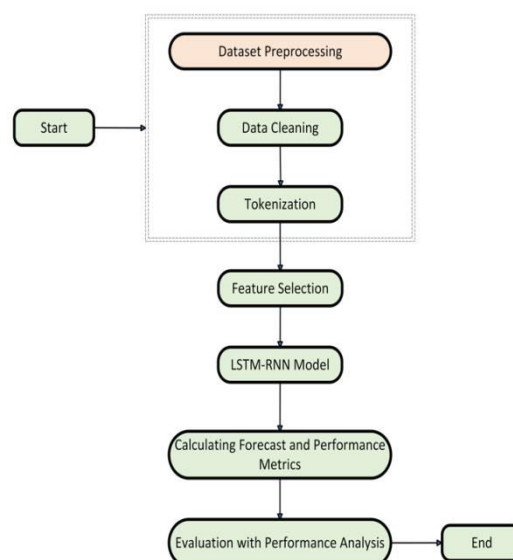 Dataset Preprocessing
Start
Data Cleaning
Tokenization
Feature Selection
LSTM-RNN Model
Calculating Forecast and Performance
Metrics
Evaluation with Performance Analysis
End